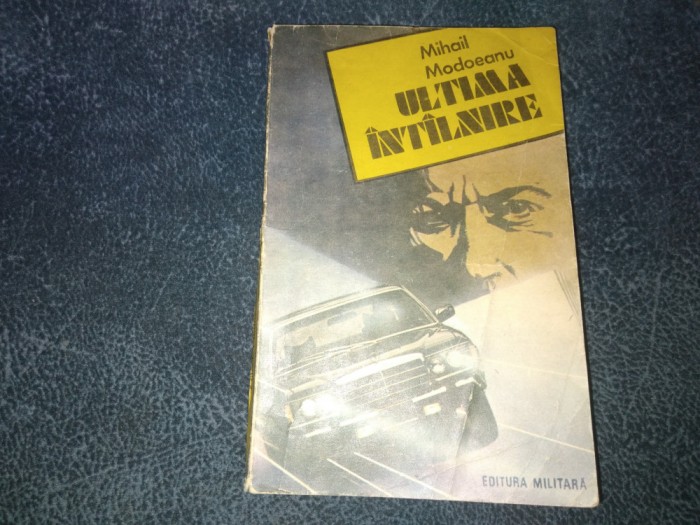 Mihail
Modoeanu
ULTIMA
ÎNTÎLNIRE
EDITURA MILITARĂ